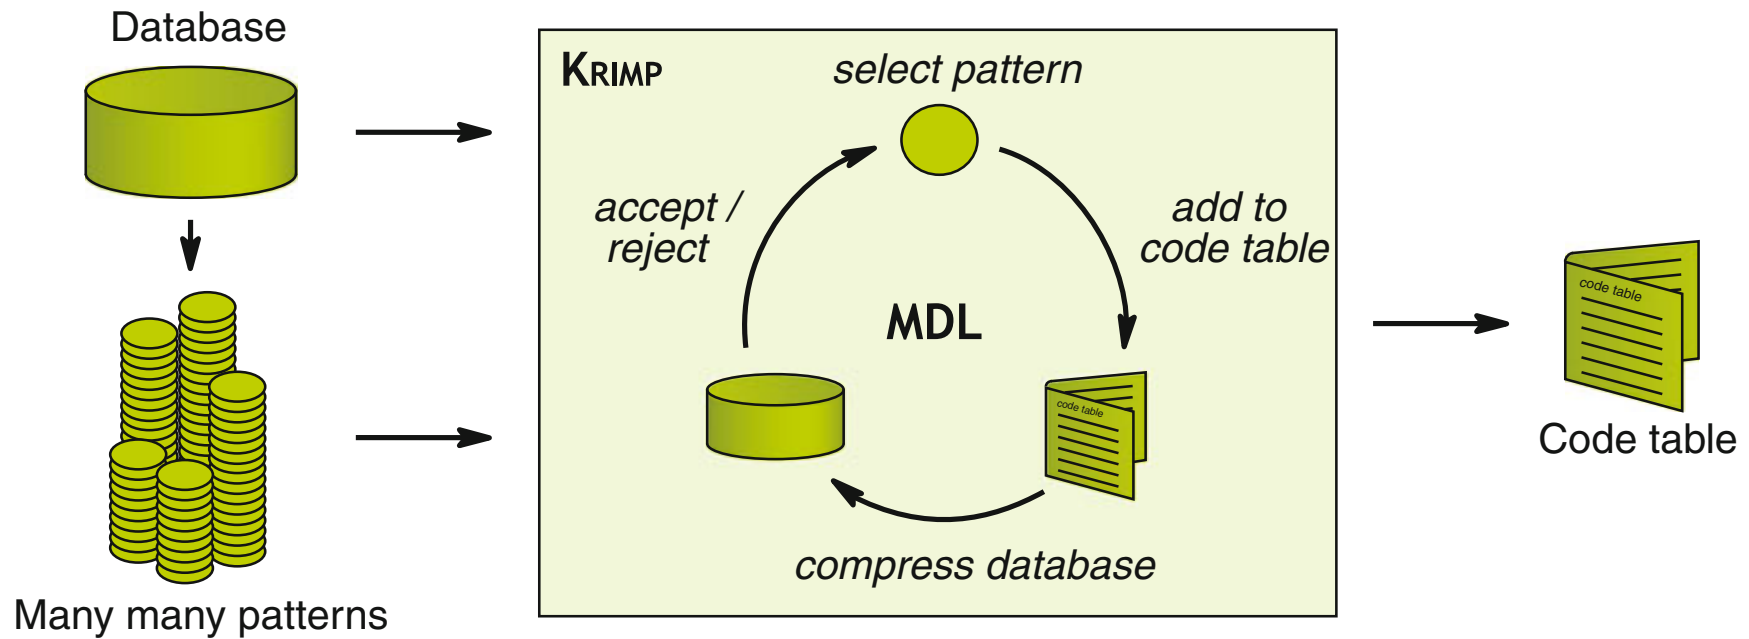 Database
Many many patterns
KRIMP
select pattern
accept /
reject
add to
code table
MDL
code table
compress database
code table
Code table